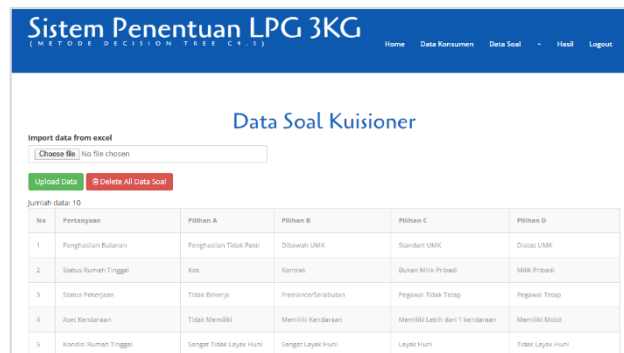 Sistem Penentuan LPG 3KG
(METODE DECISION TREE C4.5)
Home Data Konsumen Data Soal - Hasil Logout
Data Soal Kuisioner
Import data from excel
Choose file No file chosen
Upload Data Delete All Data Soal
Jumlah data: 10
No Pertanyaan Pilihan A Pilihan B Pilihan C Pilihan D
1 Penghasilan Bulanan Penghasilan Tidak Pasti Dibawah UMK Standart UMK Diatas UMK
2 Status Rumah Tinggal Kos Kontrak Bukan Milik Pribadi Milik Pribadi
3 Status Pekerjaan Tidak Bekerja Freelance/Serabutan Pegawai Tidak Tetap Pegawai Tetap
4 Aset Kendaraan Tidak Memiliki Memiliki Kendaraan Memiliki Lebih dari 1 kendaraan Memiliki Mobil
5 Kondisi Rumah Tinggal Sangat Tidak Layak Huni Sangat Layak Huni Layak Huni Tidak Layak Huni